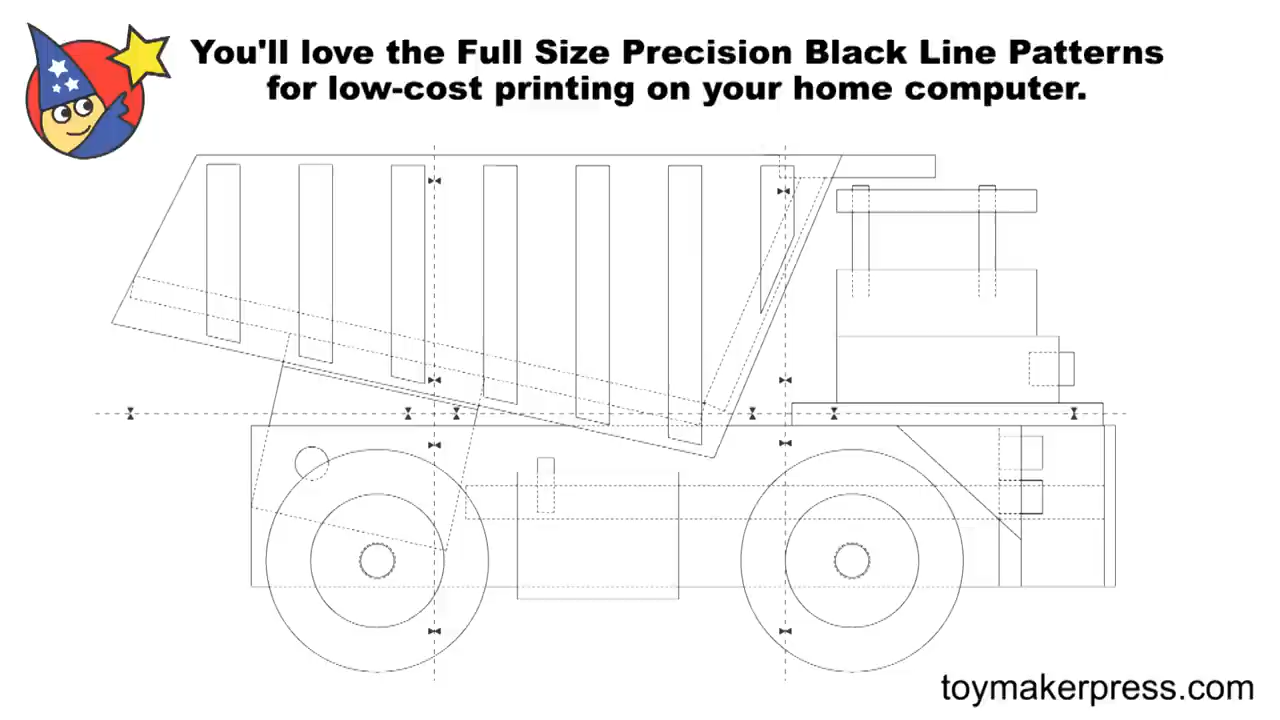 You'll love the Full Size Precision Black Line Patterns
for low-cost printing on your home computer.
toymakerpress.com